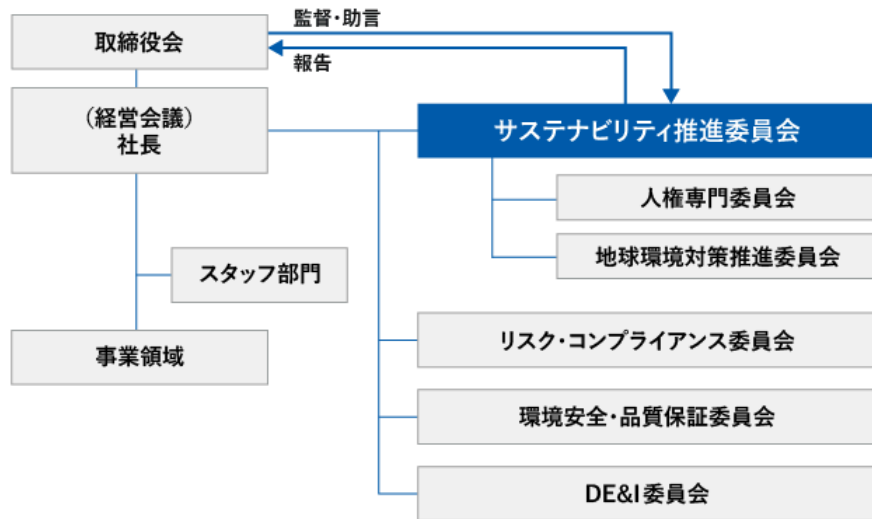 取締役会
監督・助言
報告
（経営会議）
社長
サステナビリティ推進委員会
人権専門委員会
地球環境対策推進委員会
スタッフ部門
事業領域
リスク・コンプライアンス委員会
環境安全・品質保証委員会
DE&I委員会